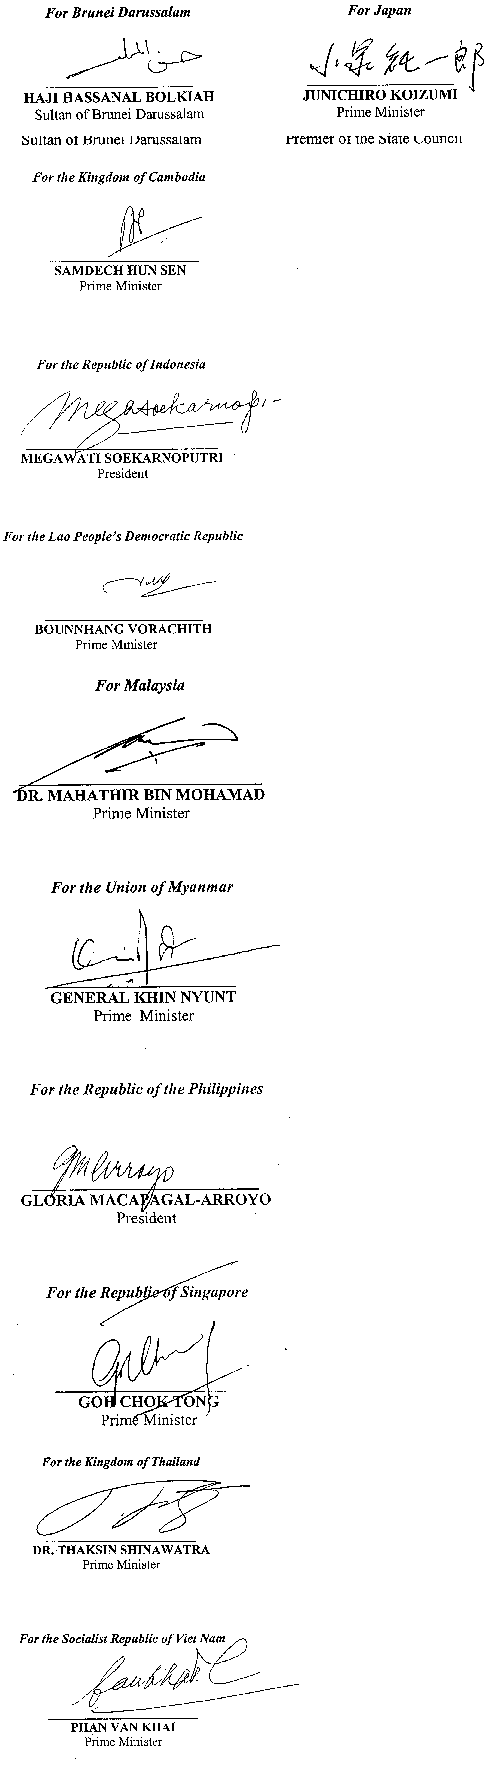 For Brunei Darussalam
For Japan
小泉純一郎
HAJI HASSANAL BOLKIAH
Sultan of Brunei Darussalam
JUNICHIRO KOIZUMI
Prime Minister
Sultan of Brunei Darussalam
Premier of the State Council
For the Kingdom of Cambodia
SAMDECH HUN SEN
Prime Minister
For the Republic of Indonesia
MEGAWATI SOEKARNOPUTRI
President
For the Lao People's Democratic Republic
BOUNNHANG VORACHITH
Prime Minister
For Malaysia
DR. MAHATHIR BIN MOHAMAD
Prime Minister
For the Union of Myanmar
GENERAL KHIN NYUNT
Prime Minister
For the Republic of the Philippines
GMArroyo
GLORIA MACAPAGAL-ARROYO
President
For the Republic of Singapore
GOH CHOK TONG
Prime Minister
For the Kingdom of Thailand
DR. THAKSIN SHINAWATRA
Prime Minister
For the Socialist Republic of Viet Nam
PHAN VAN KHAI
Prime Minister